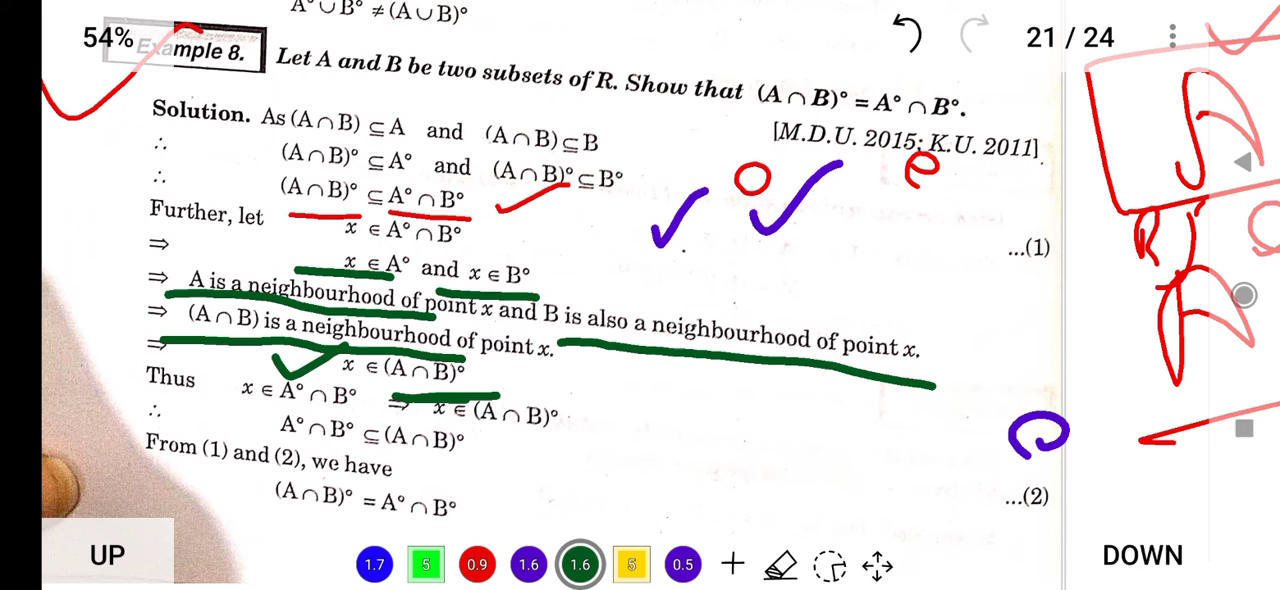 A° ∪ B° ≠ (A ∪ B)°
54%
21 / 24
Example 8. Let A and B be two subsets of R. Show that (A ∩ B)° = A° ∩ B°.
[M.D.U. 2015; K.U. 2011].
Solution. As (A ∩ B) ⊆ A and (A ∩ B) ⊆ B
∴ (A ∩ B)° ⊆ A° and (A ∩ B)° ⊆ B°
∴ (A ∩ B)° ⊆ A° ∩ B° ...(1)
Further, let x ∈ A° ∩ B°
⇒ x ∈ A° and x ∈ B°
⇒ A is a neighbourhood of point x and B is also a neighbourhood of point x.
⇒ (A ∩ B) is a neighbourhood of point x.
⇒ x ∈ (A ∩ B)°
Thus x ∈ A° ∩ B° ⇒ x ∈ (A ∩ B)°.
∴ A° ∩ B° ⊆ (A ∩ B)° ...(2)
From (1) and (2), we have
(A ∩ B)° = A° ∩ B°
UP
1.7 5 0.9 1.6 1.6 5 0.5
DOWN